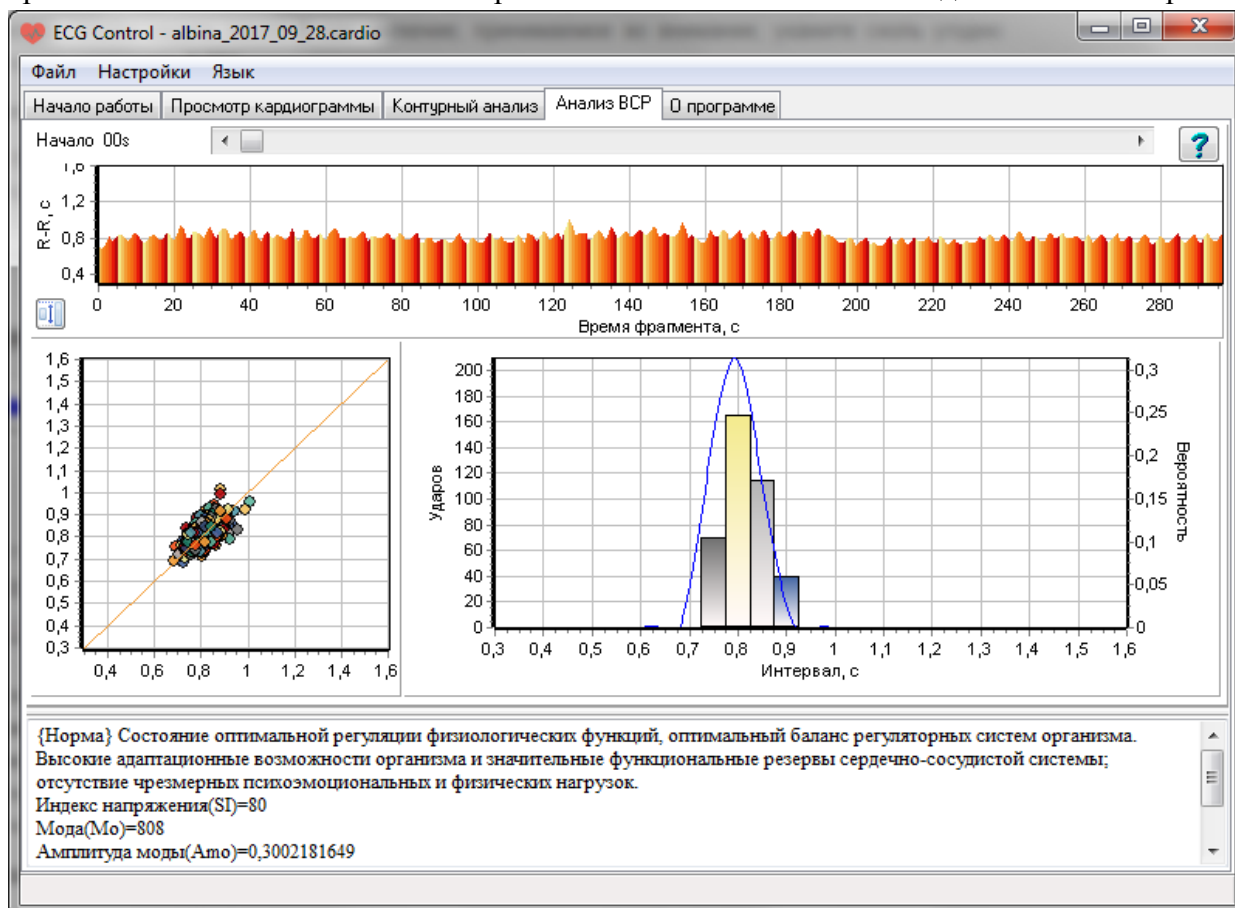 ECG Control - albina_2017_09_28.cardio
Файл Настройки Язык
Начало работы Просмотр кардиограммы Контурный анализ Анализ ВСР О программе
Начало 00s
?
R-R, с
1,6
1,2
0,8
0,4
0 20 40 60 80 100 120 140 160 180 200 220 240 260 280
Время фрагмента, с
1,6
1,5
1,4
1,3
1,2
1,1
1
0,9
0,8
0,7
0,6
0,5
0,4
0,3
0,4 0,6 0,8 1 1,2 1,4 1,6
Ударов
200
180
160
140
120
100
80
60
40
20
0
0,3 0,4 0,5 0,6 0,7 0,8 0,9 1 1,1 1,2 1,3 1,4 1,5 1,6
Интервал, с
0,3
0,25
0,2
0,15
0,1
0,05
0
Вероятность
{Норма} Состояние оптимальной регуляции физиологических функций, оптимальный баланс регуляторных систем организма.
Высокие адаптационные возможности организма и значительные функциональные резервы сердечно-сосудистой системы;
отсутствие чрезмерных психоэмоциональных и физических нагрузок.
Индекс напряжения(SI)=80
Мода(Mo)=808
Амплитуда моды(Amo)=0,3002181649